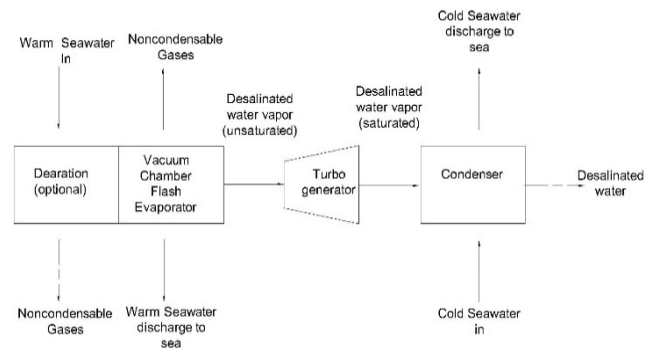 Warm Seawater
In
Noncondensable
Gases
Cold Seawater
discharge to
sea
Desalinated
water vapor
(unsaturated)
Desalinated
water vapor
(saturated)
Dearation
(optional)
Vacuum
Chamber
Flash
Evaporator
Turbo
generator
Condenser
Desalinated
water
Noncondensable
Gases
Warm Seawater
discharge to
sea
Cold Seawater
in